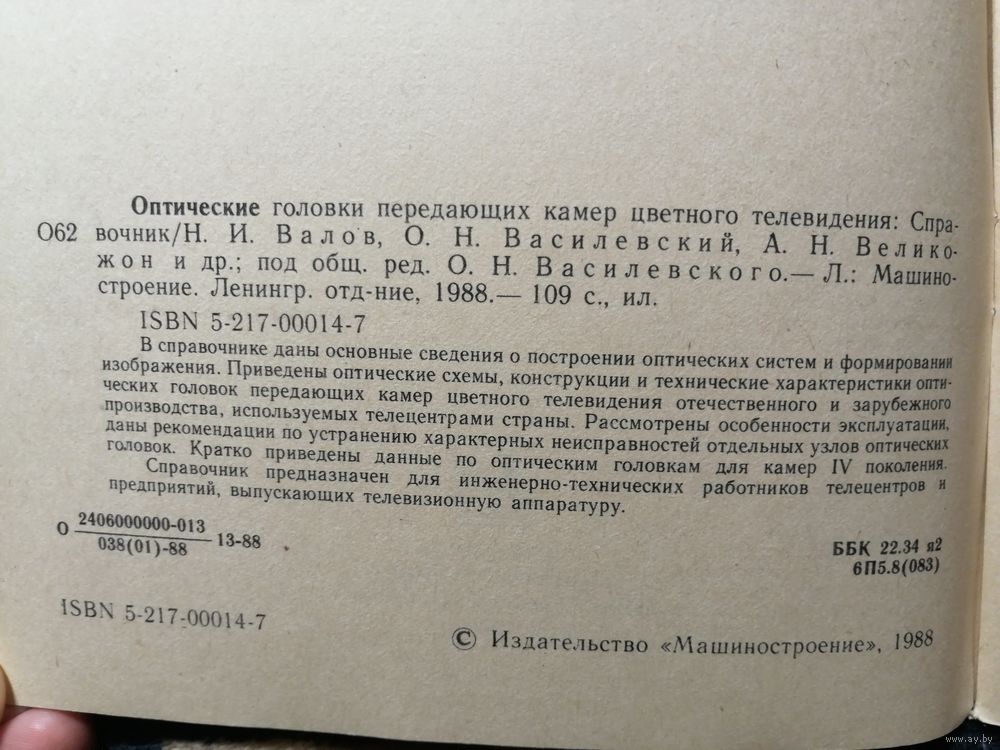 Оптические головки передающих камер цветного телевидения: Спра-
О62 вочник/Н. И. Валов, О. Н. Василевский, А. Н. Велико-
жон и др.; под общ. ред. О. Н. Василевского.— Л.: Машино-
строение. Ленингр. отд-ние, 1988.— 109 с., ил.
ISBN 5-217-00014-7
В справочнике даны основные сведения о построении оптических систем и формировании
изображения. Приведены оптические схемы, конструкции и технические характеристики опти-
ческих головок передающих камер цветного телевидения отечественного и зарубежного
производства, используемых телецентрами страны. Рассмотрены особенности эксплуатации,
даны рекомендации по устранению характерных неисправностей отдельных узлов оптических
головок. Кратко приведены данные по оптическим головкам для камер IV поколения.
Справочник предназначен для инженерно-технических работников телецентров и
предприятий, выпускающих телевизионную аппаратуру.
О 2406000000-013
038(01)-88 13-88
ББК 22.34 я2
6П5.8(083)
ISBN 5-217-00014-7
© Издательство «Машиностроение», 1988
www.ay.by